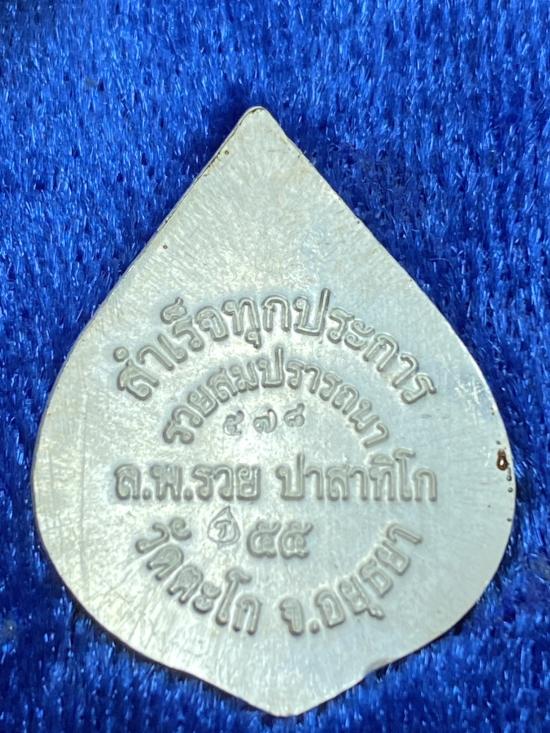 สำเร็จทุกประการ
รวยสมปรารถนา
๕๗๘
ล.พ.รวย ปาสาทิโก
๕๕
วัดตะโก จ.อยุธยา